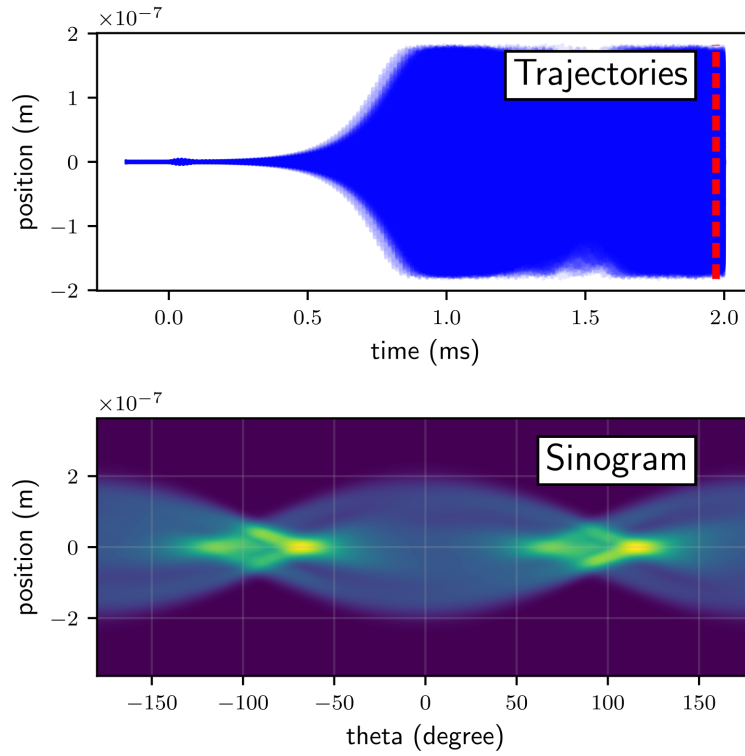 ×10⁻⁷
2
1
0
−1
−2
position (m)
Trajectories
0.0 0.5 1.0 1.5 2.0
time (ms)
×10⁻⁷
2
0
−2
position (m)
Sinogram
−150 −100 −50 0 50 100 150
theta (degree)